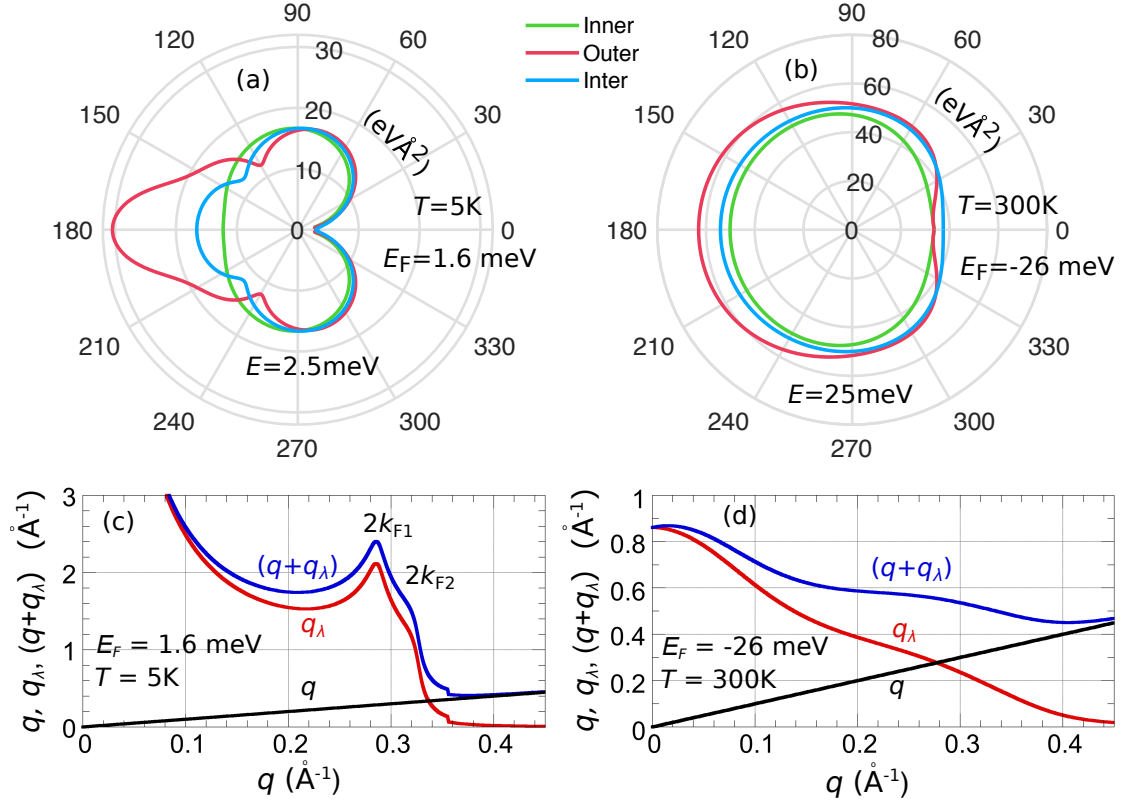 90
120
60
30
(a)
150
30
20
(eVÅ²)
10
T=5K
180
0
0
E_F=1.6 meV
210
330
E=2.5meV
240
300
270
Inner
Outer
Inter
90
120
80
60
(b)
60
150
30
(eVÅ²)
40
20
T=300K
180
0
0
E_F=-26 meV
210
330
E=25meV
240
300
270
q, q_λ, (q+q_λ) (Å⁻¹)
3
2
1
0
(c)
2k_F1
2k_F2
(q+q_λ)
q_λ
E_F = 1.6 meV
T = 5K
q
0 0.1 0.2 0.3 0.4
q (Å⁻¹)
q, q_λ, (q+q_λ) (Å⁻¹)
1
0.8
0.6
0.4
0.2
0
(d)
(q+q_λ)
q_λ
E_F = -26 meV
T = 300K
q
0 0.1 0.2 0.3 0.4
q (Å⁻¹)